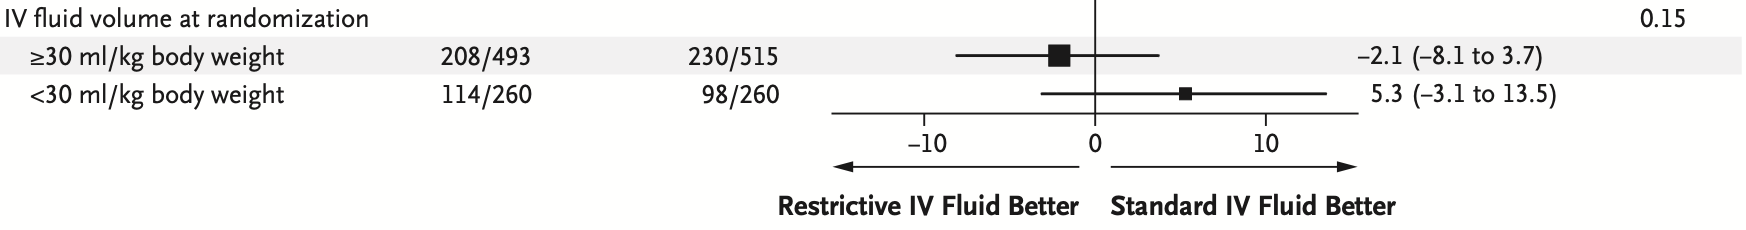 IV fluid volume at randomization 0.15
≥30 ml/kg body weight 208/493 230/515 –2.1 (–8.1 to 3.7)
<30 ml/kg body weight 114/260 98/260 5.3 (–3.1 to 13.5)
–10 0 10
Restrictive IV Fluid Better Standard IV Fluid Better